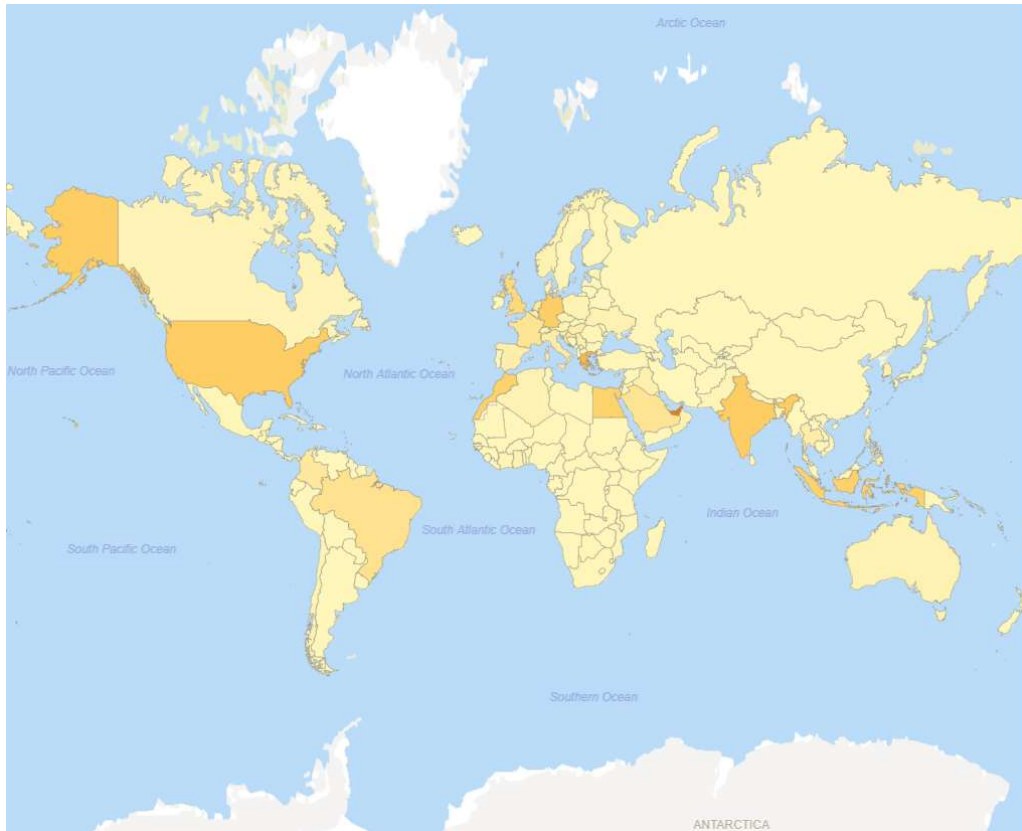 Arctic Ocean
North Pacific Ocean
North Atlantic Ocean
Indian Ocean
South Atlantic Ocean
South Pacific Ocean
Southern Ocean
ANTARCTICA